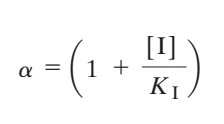 α = (1 + [I] / K_I)